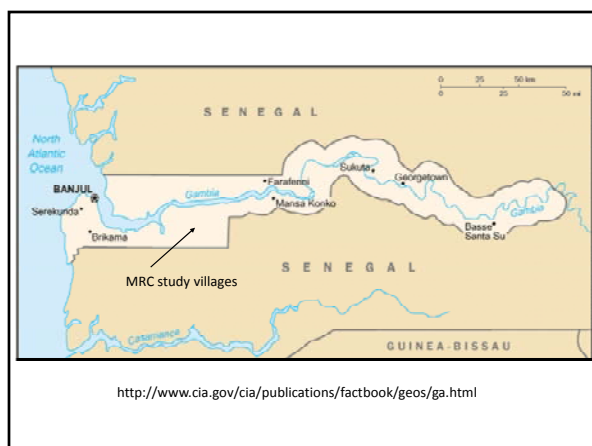 0 25 50 km
0 25 50 mi
SENEGAL
North
Atlantic
Ocean
BANJUL
Serekunda
Brikama
Gambia
Farafenni
Mansa Konko
Sukuta
Georgetown
Gambia
Basse
Santa Su
MRC study villages
SENEGAL
Casamance
GUINEA-BISSAU
http://www.cia.gov/cia/publications/factbook/geos/ga.html